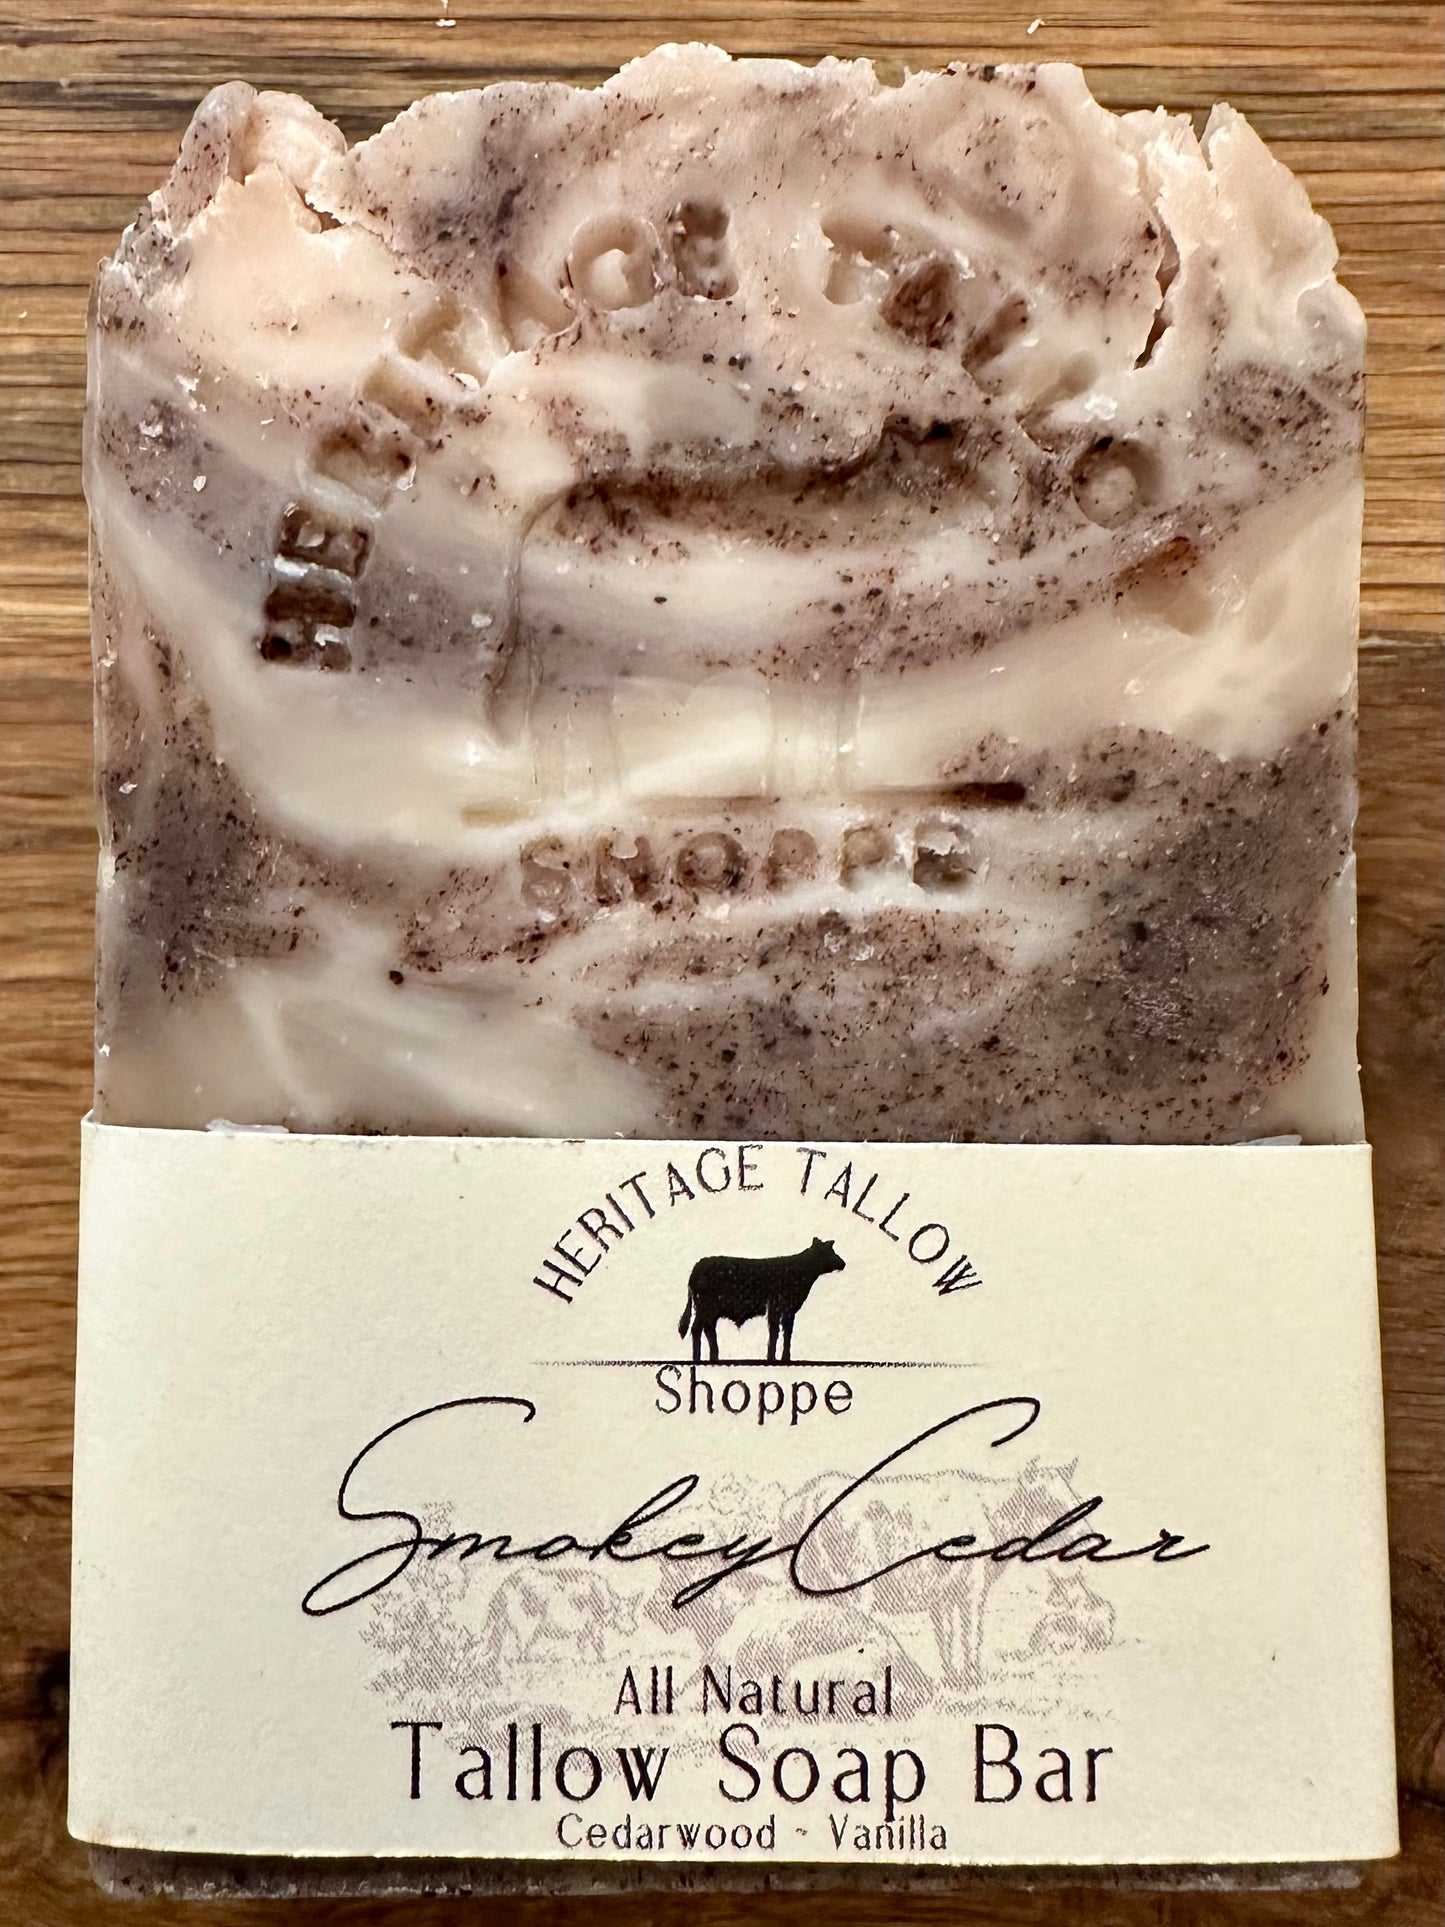 HERITAGE TALLOW
SHOPPE
HERITAGE TALLOW
Shoppe
Smokey Cedar
All Natural
Tallow Soap Bar
Cedarwood - Vanilla